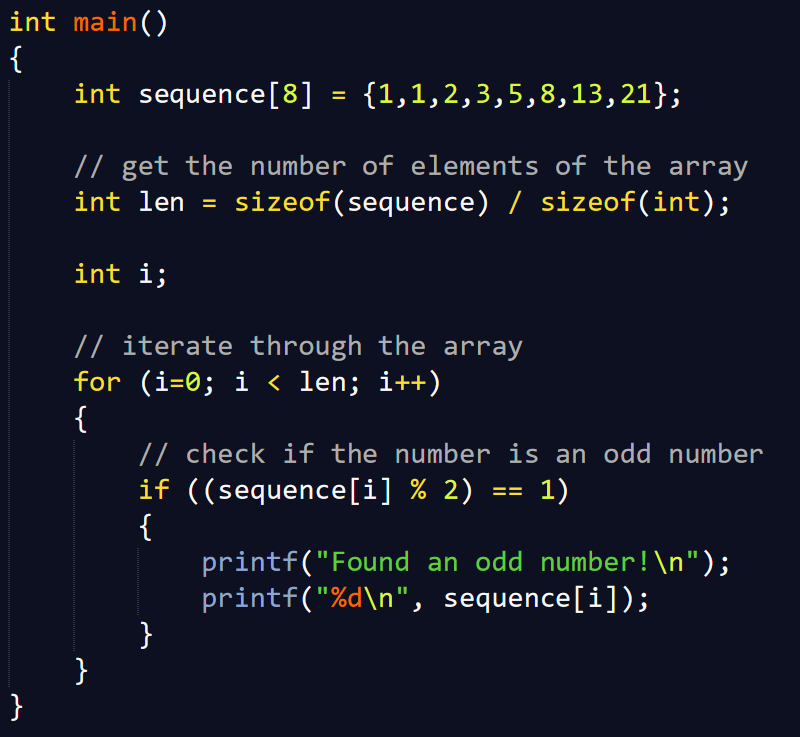 int main()
{
    int sequence[8] = {1,1,2,3,5,8,13,21};

    // get the number of elements of the array
    int len = sizeof(sequence) / sizeof(int);

    int i;

    // iterate through the array
    for (i=0; i < len; i++)
    {
        // check if the number is an odd number
        if ((sequence[i] % 2) == 1)
        {
            printf("Found an odd number!\n");
            printf("%d\n", sequence[i]);
        }
    }
}